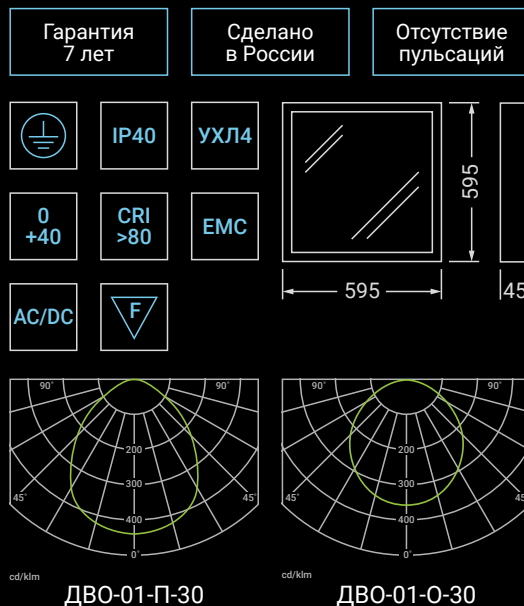 Гарантия
7 лет
Сделано
в России
Отсутствие
пульсаций
IP40
УХЛ4
0
+40
CRI
>80
EMC
AC/DC
F
595
595
45
90°
90°
200
300
400
45°
0°
cd/klm
ДВО-01-П-30
90°
90°
200
300
400
45°
0°
cd/klm
ДВО-01-О-30